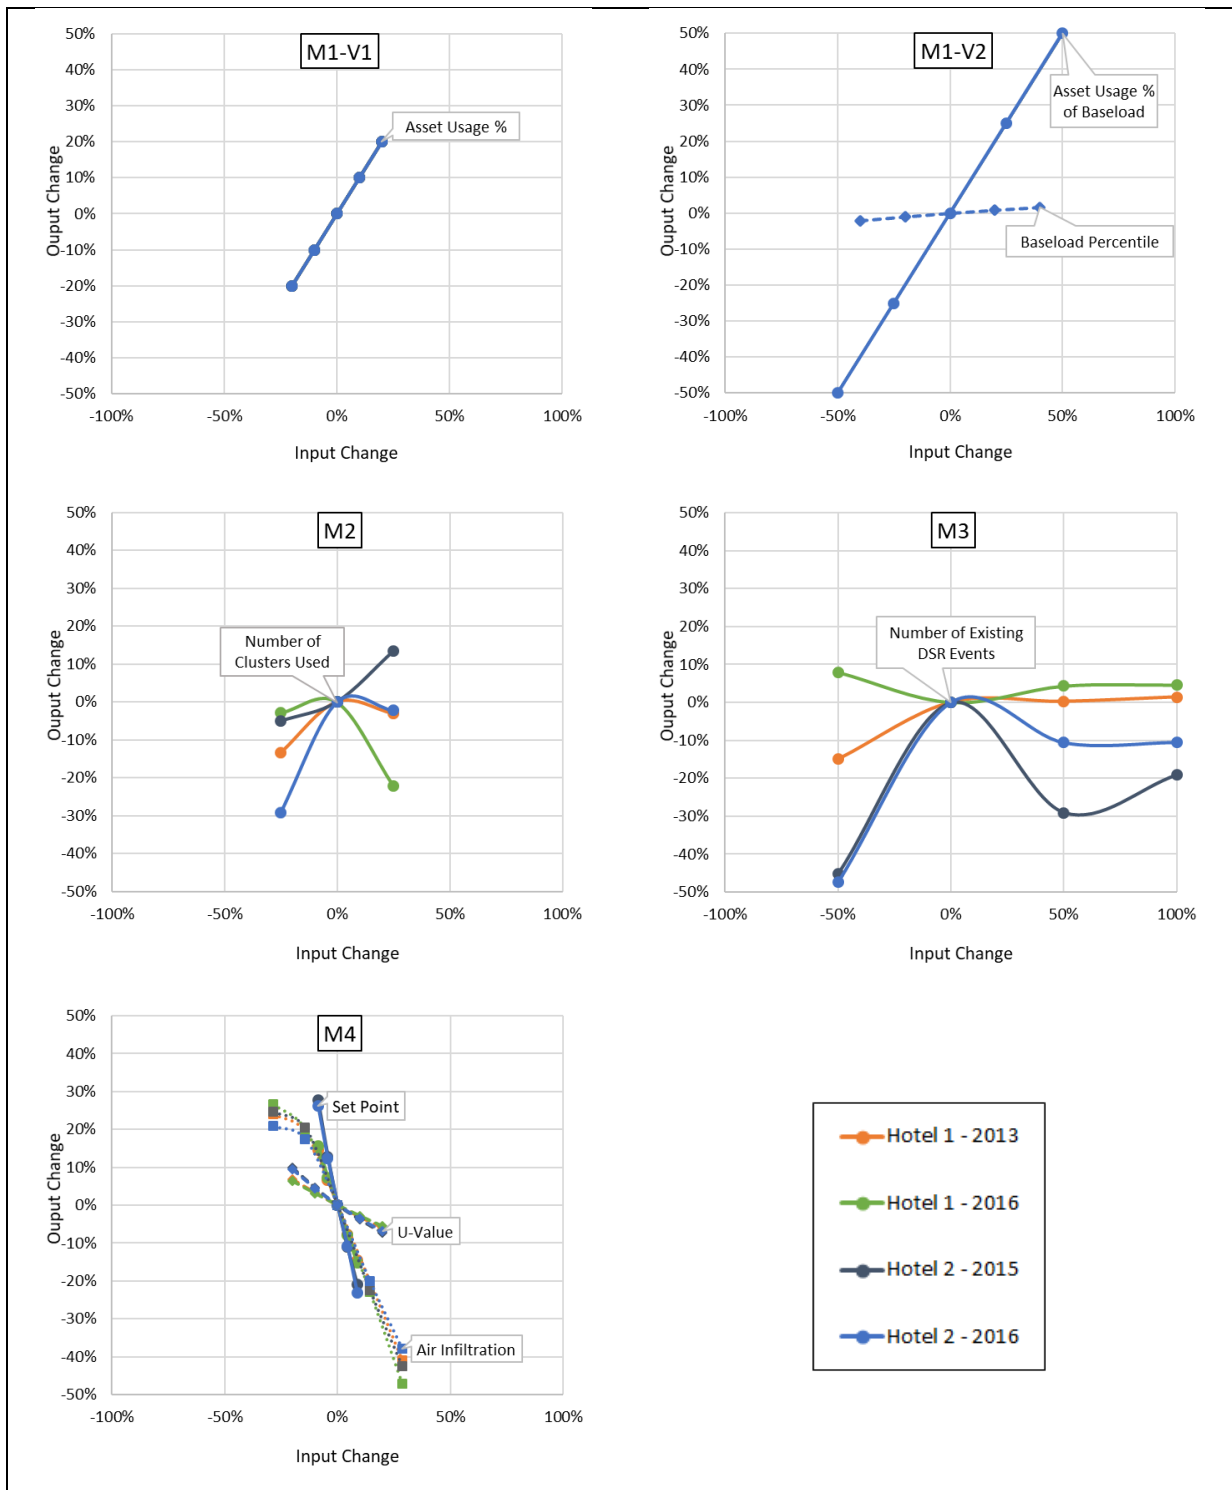 M1-V1
50%
40%
30%
20%
10%
0%
-10%
-20%
-30%
-40%
-50%
-100%
-50%
0%
50%
100%
Ouput Change
Input Change
Asset Usage %
M1-V2
50%
40%
30%
20%
10%
0%
-10%
-20%
-30%
-40%
-50%
-100%
-50%
0%
50%
100%
Ouput Change
Input Change
Asset Usage %
of Baseload
Baseload Percentile
M2
50%
40%
30%
20%
10%
0%
-10%
-20%
-30%
-40%
-50%
-100%
-50%
0%
50%
100%
Ouput Change
Input Change
Number of
Clusters Used
M3
50%
40%
30%
20%
10%
0%
-10%
-20%
-30%
-40%
-50%
-100%
-50%
0%
50%
100%
Ouput Change
Input Change
Number of Existing
DSR Events
M4
50%
40%
30%
20%
10%
0%
-10%
-20%
-30%
-40%
-50%
-100%
-50%
0%
50%
100%
Ouput Change
Input Change
Set Point
U-Value
Air Infiltration
Hotel 1 - 2013
Hotel 1 - 2016
Hotel 2 - 2015
Hotel 2 - 2016